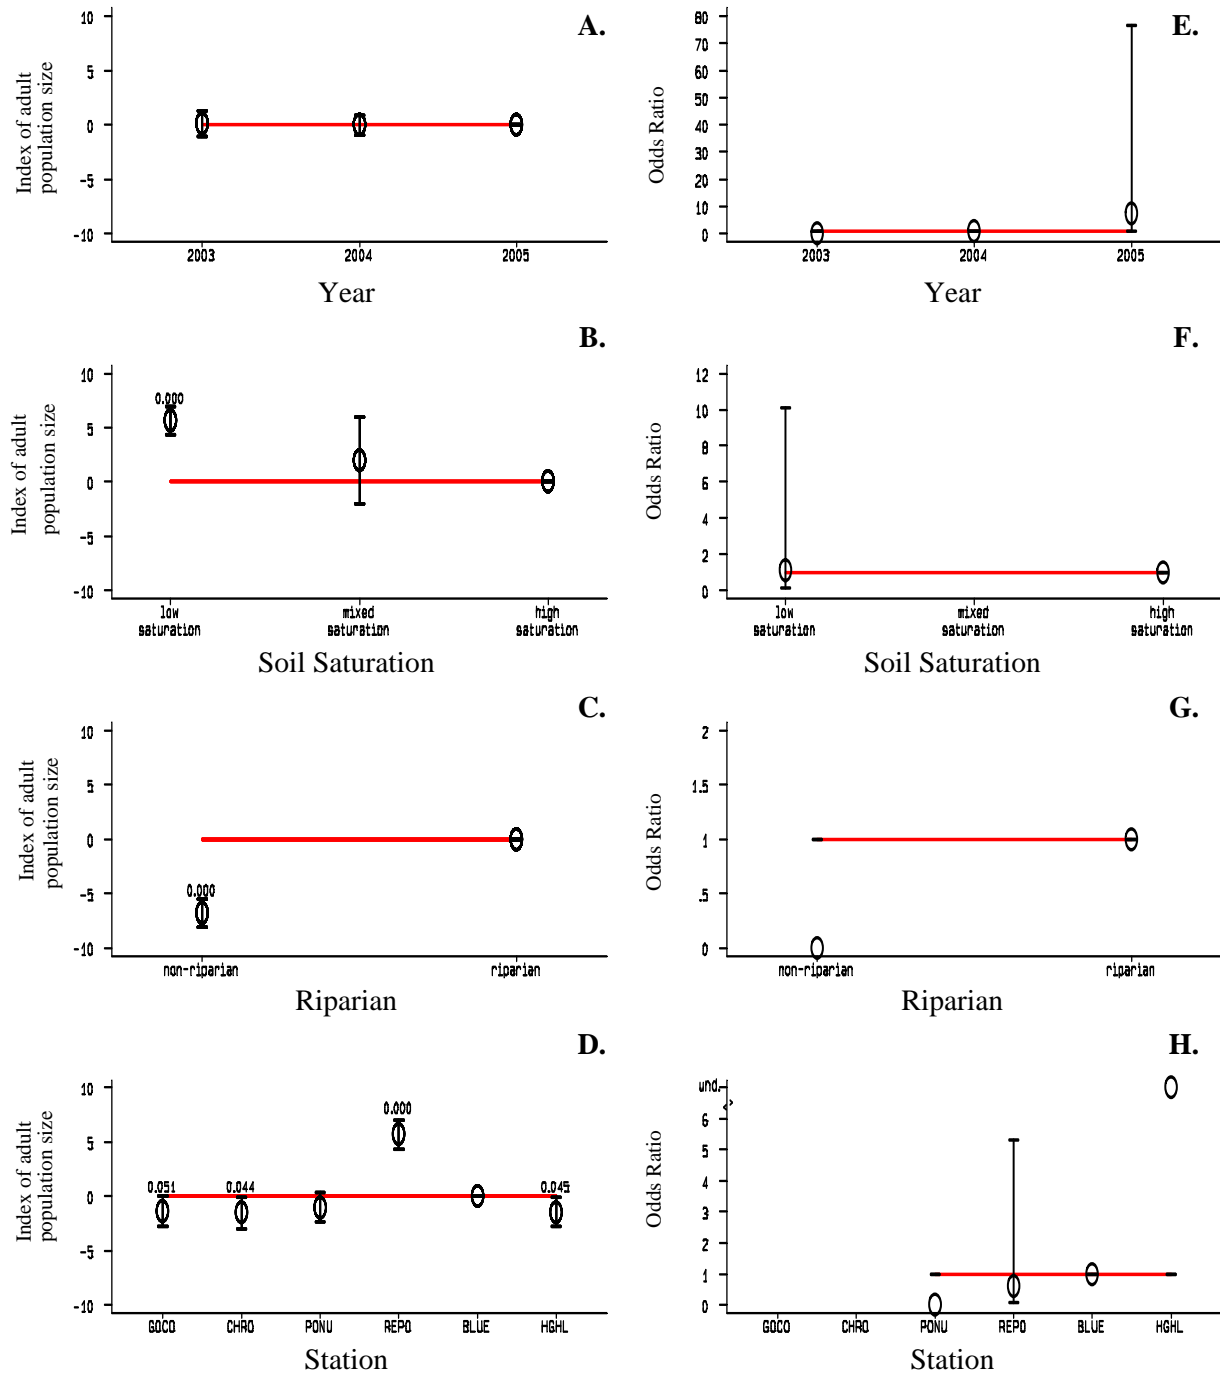 A.
Index of adult
population size
10
5
0
-5
-10
2003 2004 2005
Year
E.
Odds Ratio
80
70
60
50
40
30
20
10
0
2003 2004 2005
Year
B.
Index of adult
population size
10
5
0
-5
-10
0.000
low mixed high
saturation saturation saturation
Soil Saturation
F.
Odds Ratio
12
10
8
6
4
2
0
low mixed high
saturation saturation saturation
Soil Saturation
C.
Index of adult
population size
10
5
0
-5
-10
0.000
non-riparian riparian
Riparian
G.
Odds Ratio
2
1.5
1
.5
0
non-riparian riparian
Riparian
D.
Index of adult
population size
10
5
0
-5
-10
0.051 0.044 0.000 0.045
GOCO CHRO PONU REPO BLUE HGHL
Station
H.
Odds Ratio
und.
6
5
4
3
2
1
0
GOCO CHRO PONU REPO BLUE HGHL
Station